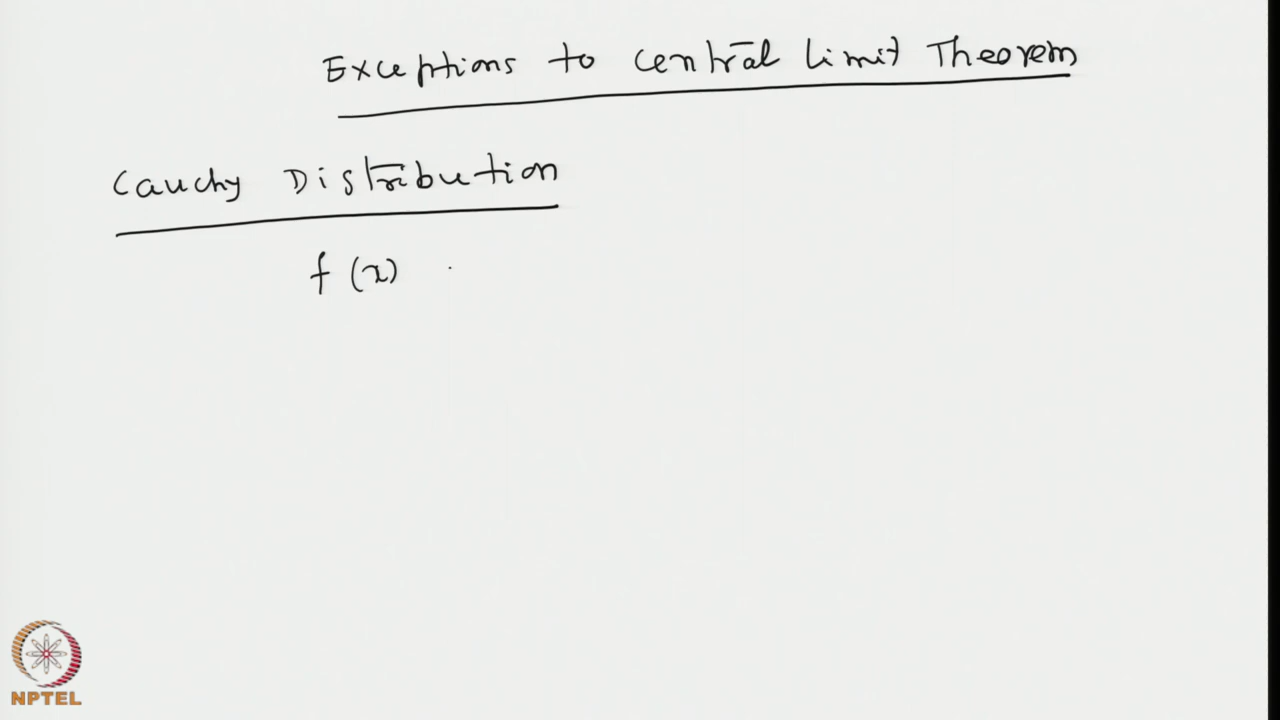 Exceptions to Central Limit Theorem
Cauchy Distribution
f (x)
NPTEL